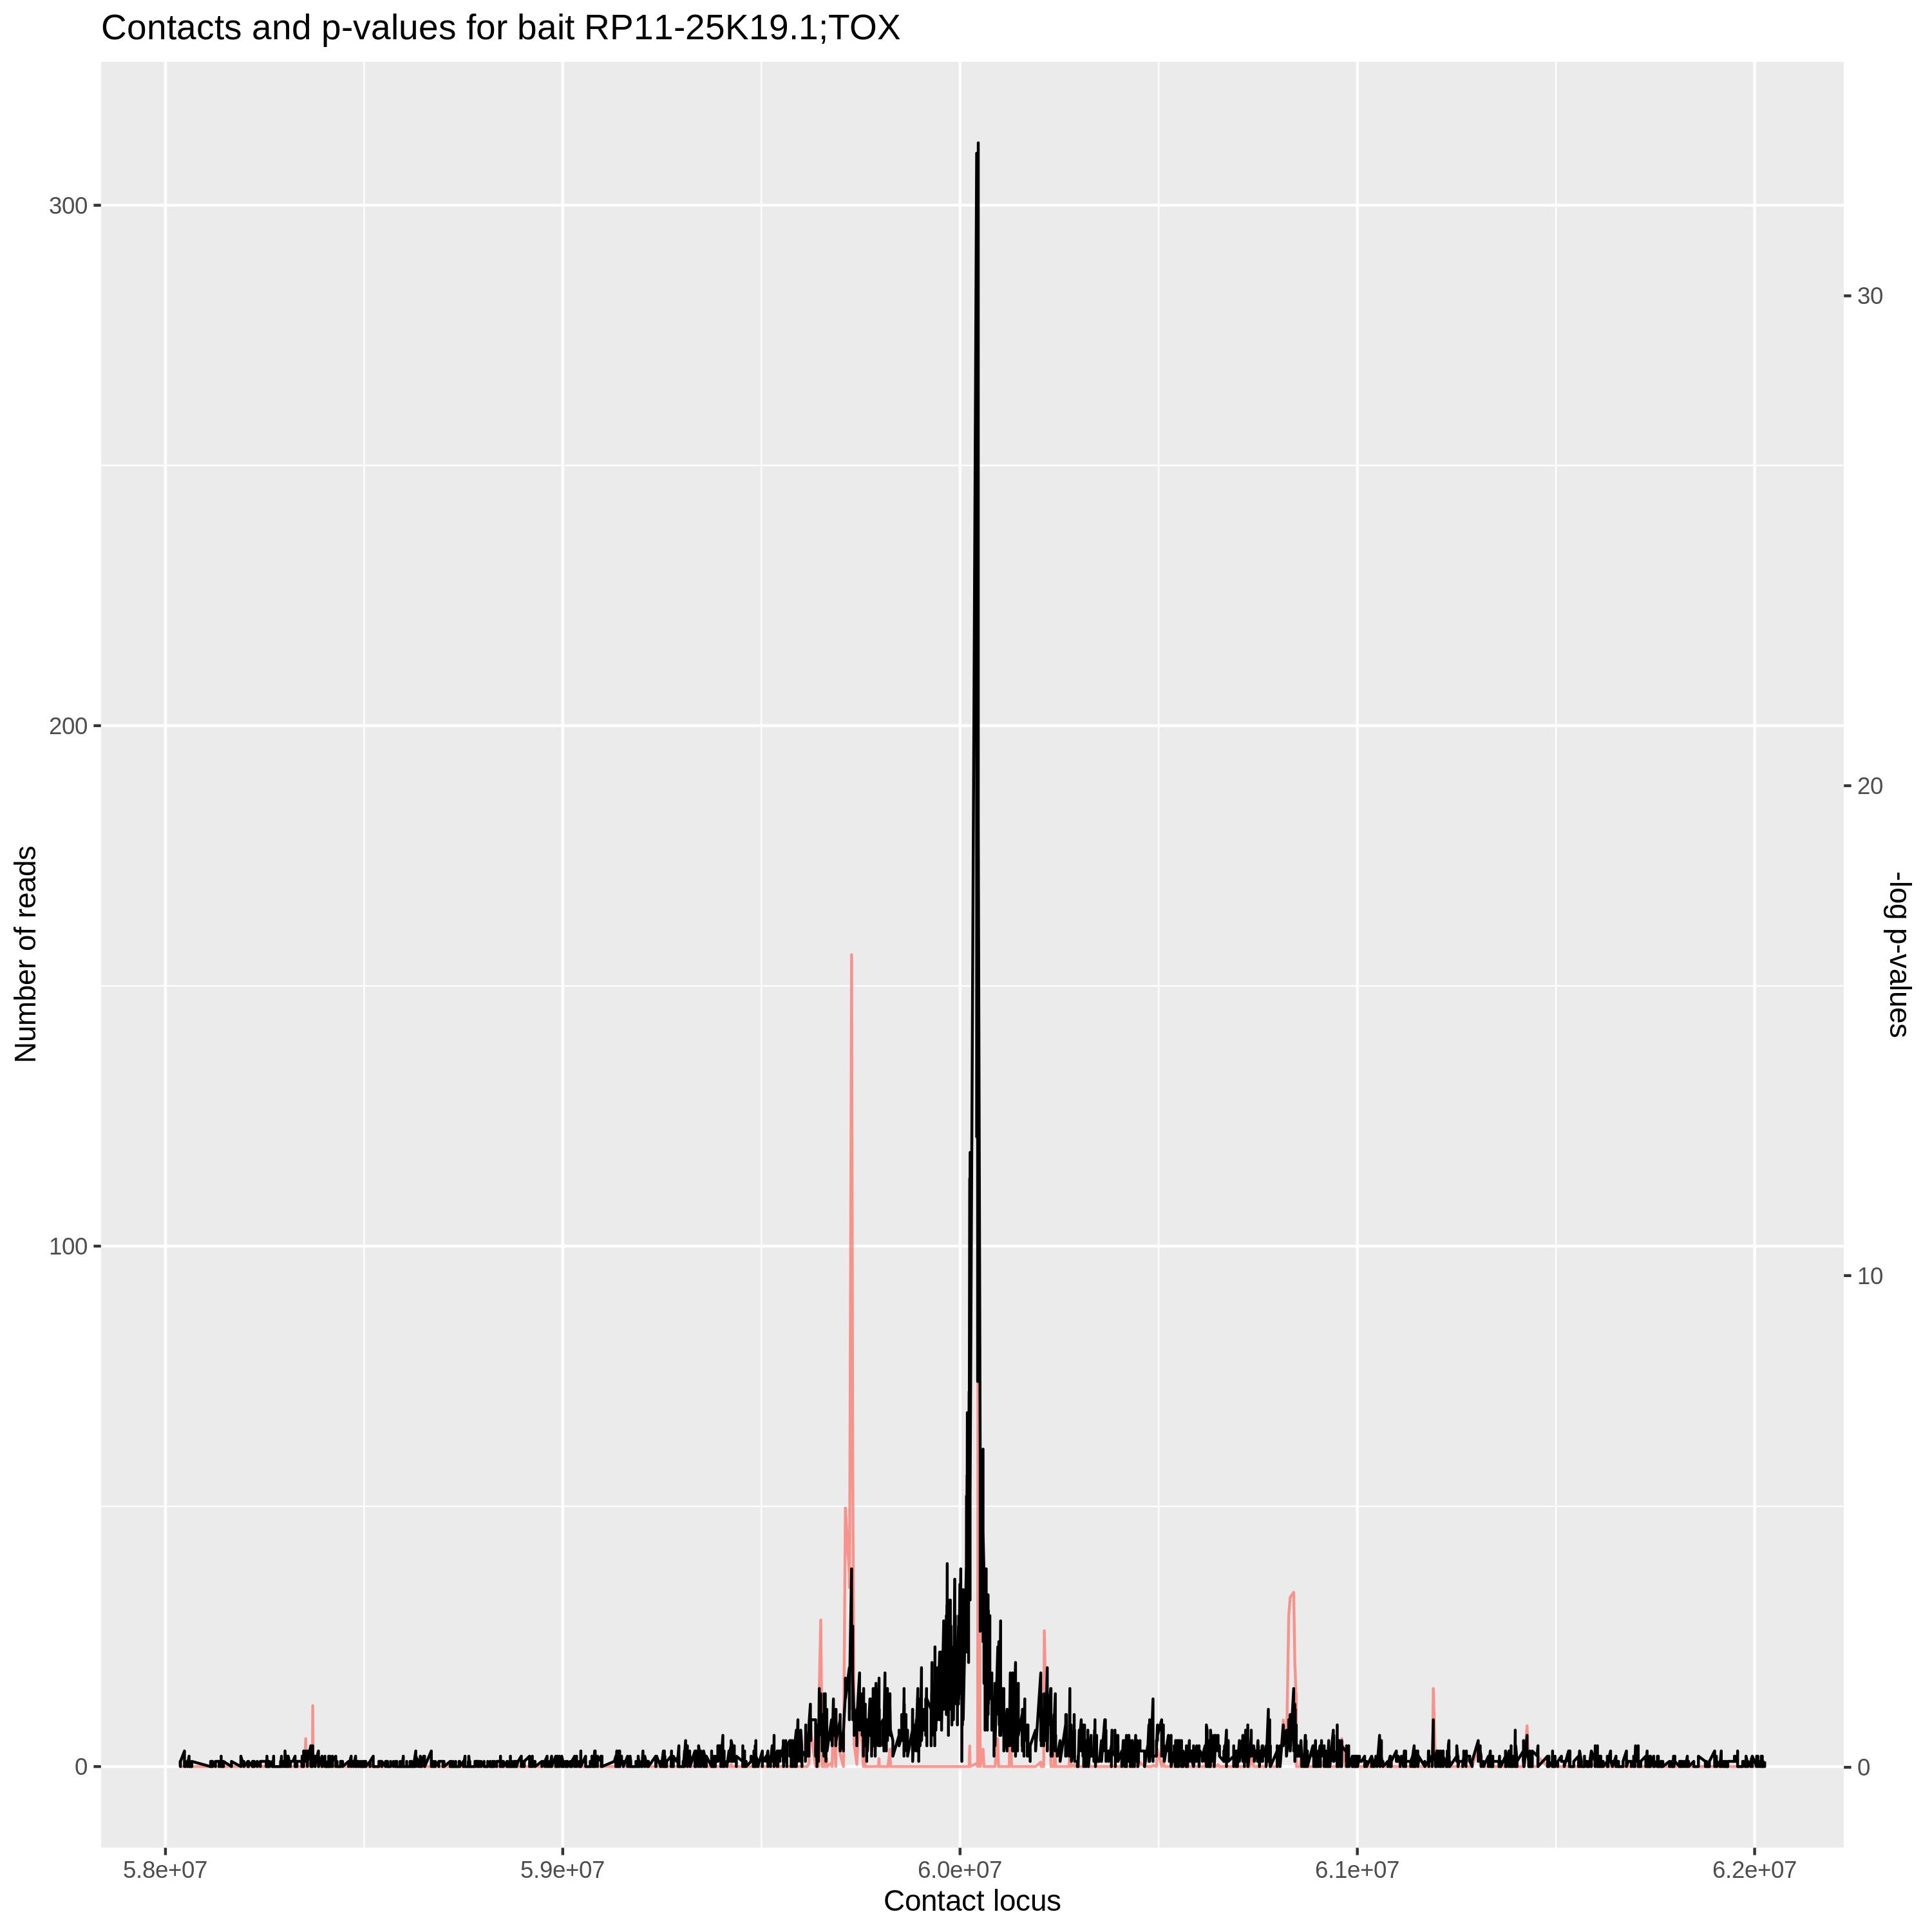 Contacts and p-values for bait RP11-25K19.1;TOX
300
200
100
0
Number of reads
30
20
10
0
-log p-values
5.8e+07
5.9e+07
6.0e+07
6.1e+07
6.2e+07
Contact locus